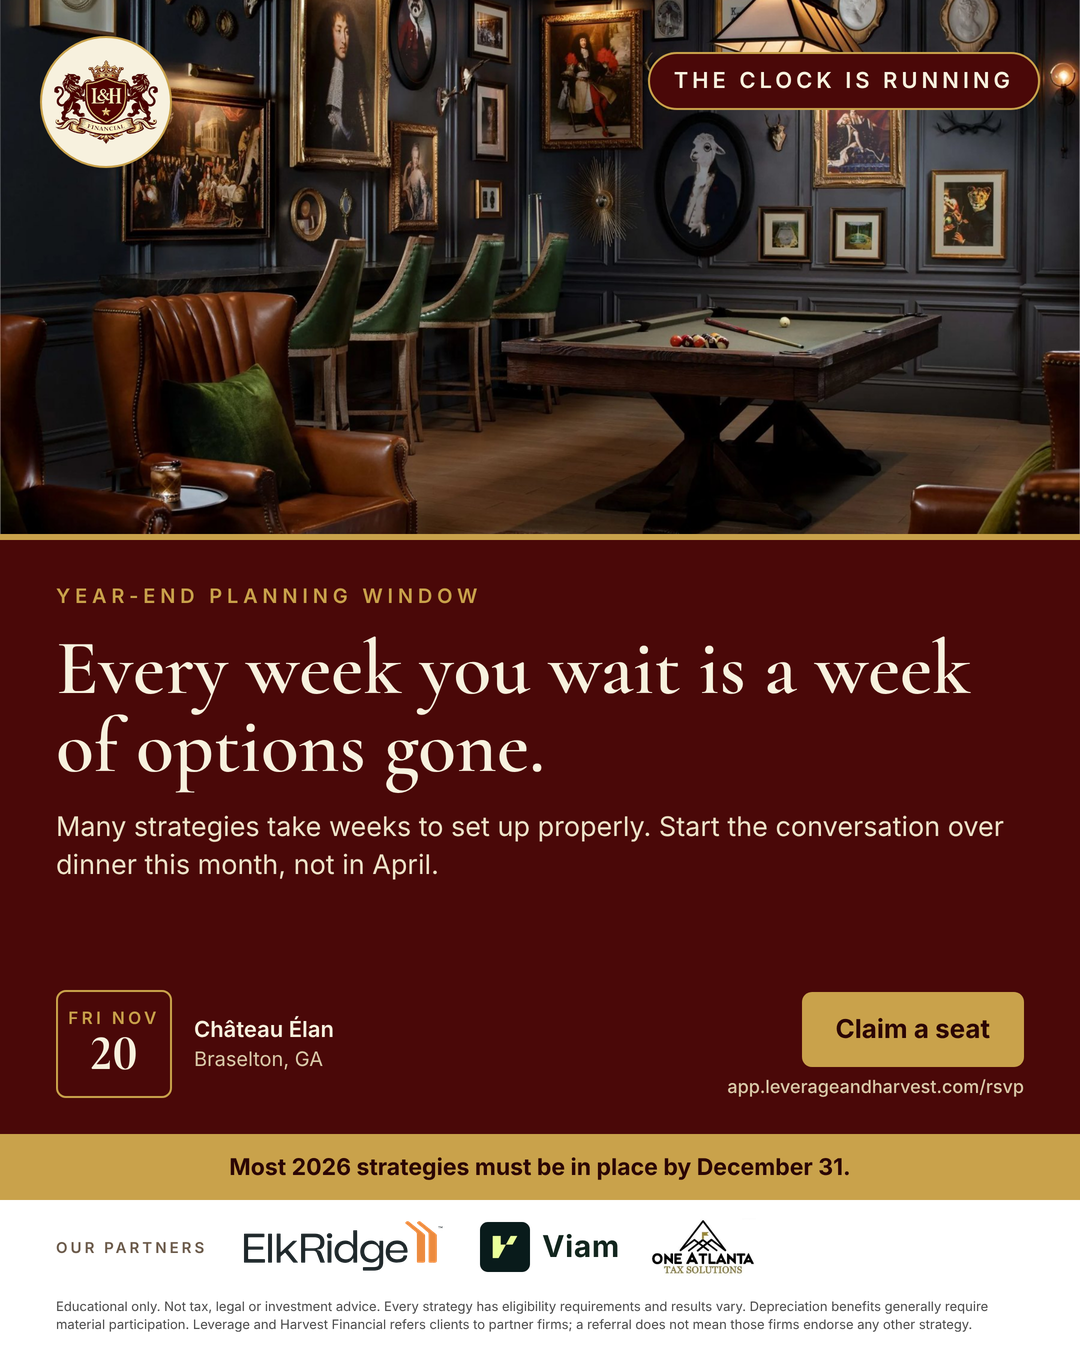 L&H
FINANCIAL
THE CLOCK IS RUNNING
YEAR-END PLANNING WINDOW
Every week you wait is a week
of options gone.
Many strategies take weeks to set up properly. Start the conversation over
dinner this month, not in April.
FRI NOV
20
Château Élan
Braselton, GA
Claim a seat
app.leverageandharvest.com/rsvp
Most 2026 strategies must be in place by December 31.
OUR PARTNERS
ElkRidge™
Viam
ONE ATLANTA
TAX SOLUTIONS
Educational only. Not tax, legal or investment advice. Every strategy has eligibility requirements and results vary. Depreciation benefits generally require
material participation. Leverage and Harvest Financial refers clients to partner firms; a referral does not mean those firms endorse any other strategy.